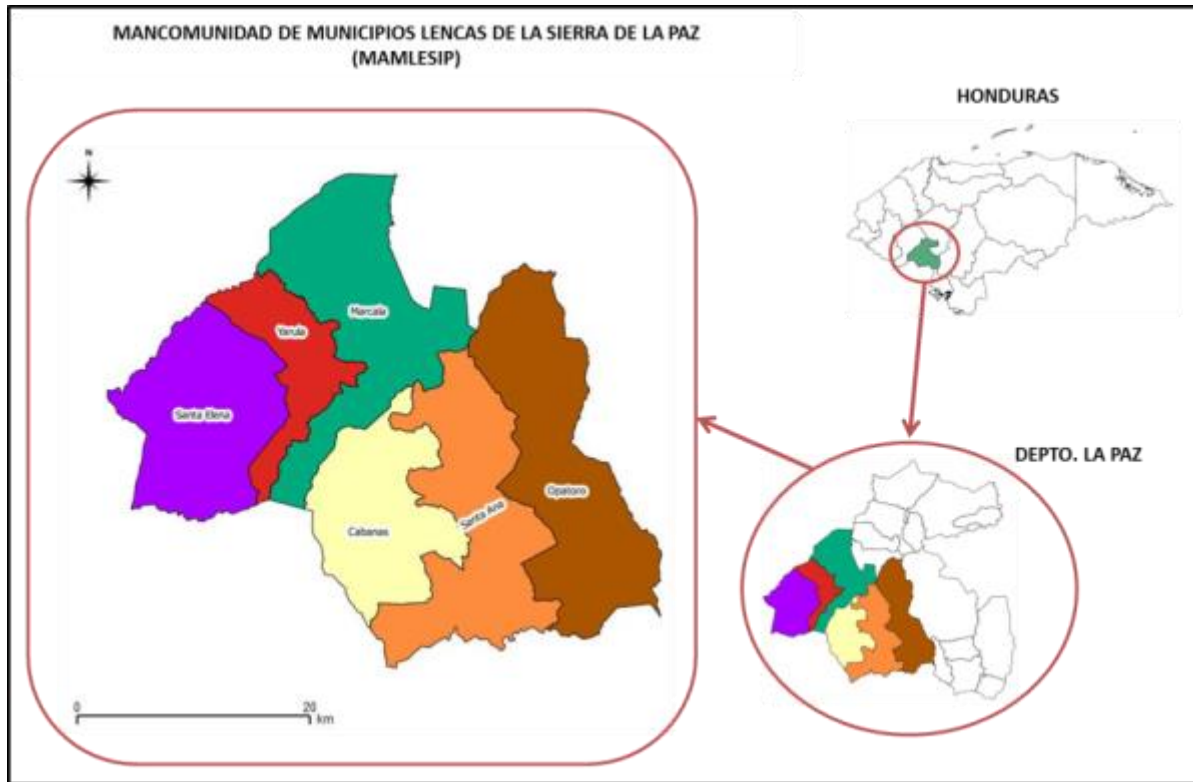 MANCOMUNIDAD DE MUNICIPIOS LENCAS DE LA SIERRA DE LA PAZ
(MAMLESIP)
HONDURAS
N
Marcala
Yarula
Santa Elena
Opatoro
Santa Ana
Cabanas
DEPTO. LA PAZ
0
20
km